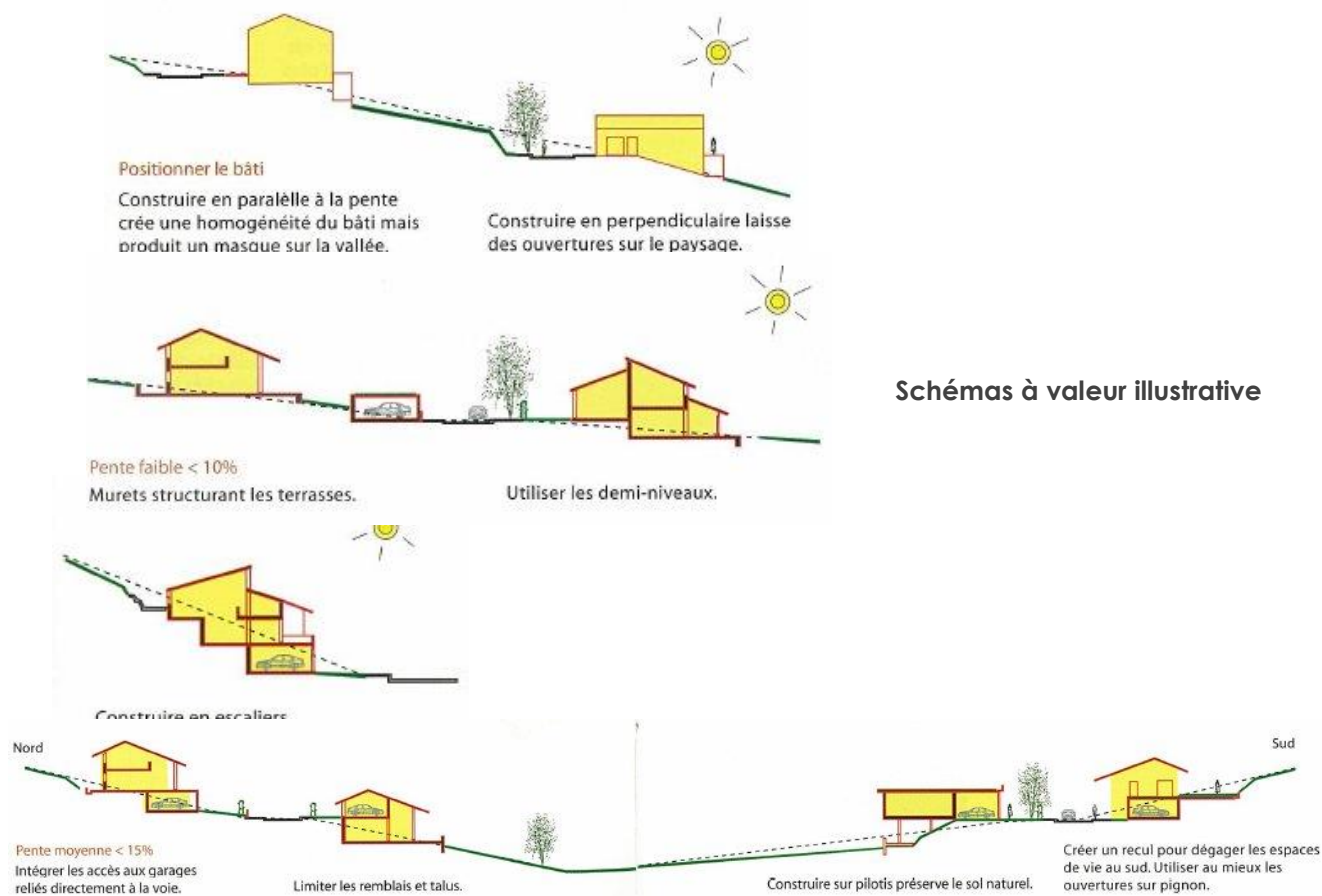 Positionner le bâti
Construire en paralèlle à la pente
crée une homogénéité du bâti mais
produit un masque sur la vallée.
Construire en perpendiculaire laisse
des ouvertures sur le paysage.
Schémas à valeur illustrative
Pente faible < 10%
Murets structurant les terrasses.
Utiliser les demi-niveaux.
Construire en escaliers
Nord
Sud
Pente moyenne < 15%
Intégrer les accès aux garages
reliés directement à la voie.
Limiter les remblais et talus.
Construire sur pilotis préserve le sol naturel.
Créer un recul pour dégager les espaces
de vie au sud. Utiliser au mieux les
ouvertures sur pignon.